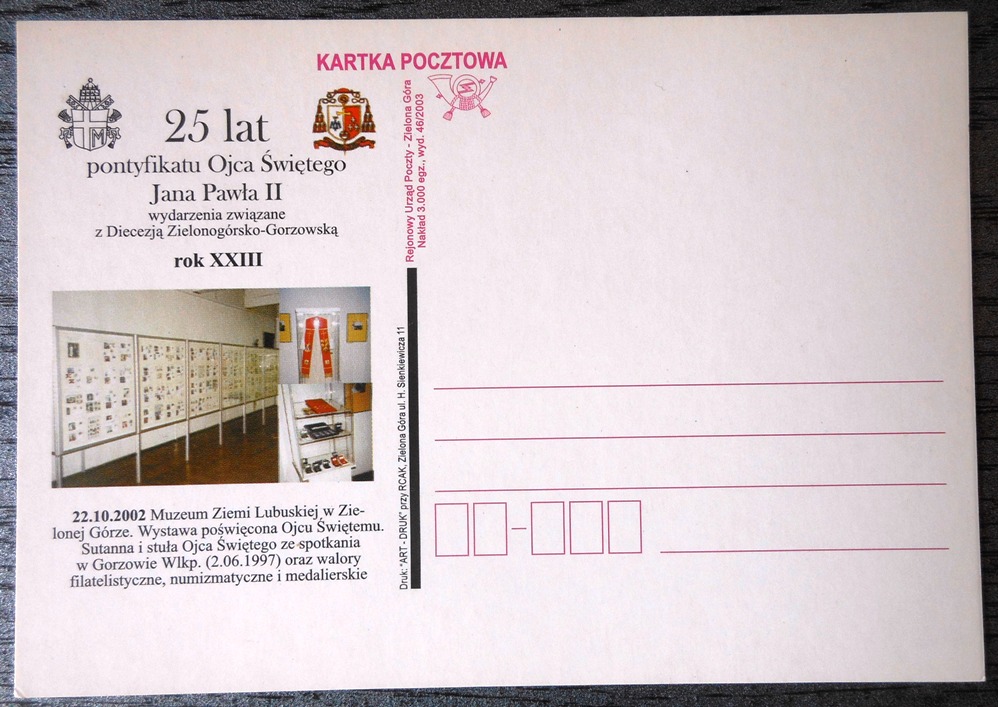 KARTKA POCZTOWA
25 lat
pontyfikatu Ojca Świętego
Jana Pawła II
wydarzenia związane
z Diecezją Zielonogórsko-Gorzowską
rok XXIII
22.10.2002 Muzeum Ziemi Lubuskiej w Zie-
lonej Górze. Wystawa poświęcona Ojcu Świętemu.
Sutanna i stuła Ojca Świętego ze spotkania
w Gorzowie Wlkp. (2.06.1997) oraz walory
filatelistyczne, numizmatyczne i medalierskie
Rejonowy Urząd Poczty - Zielona Góra
Nakład 3.000 egz., wyd. 46/2003
Druk: "ART - DRUK" przy RCAK, Zielona Góra ul. H. Sienkiewicza 11